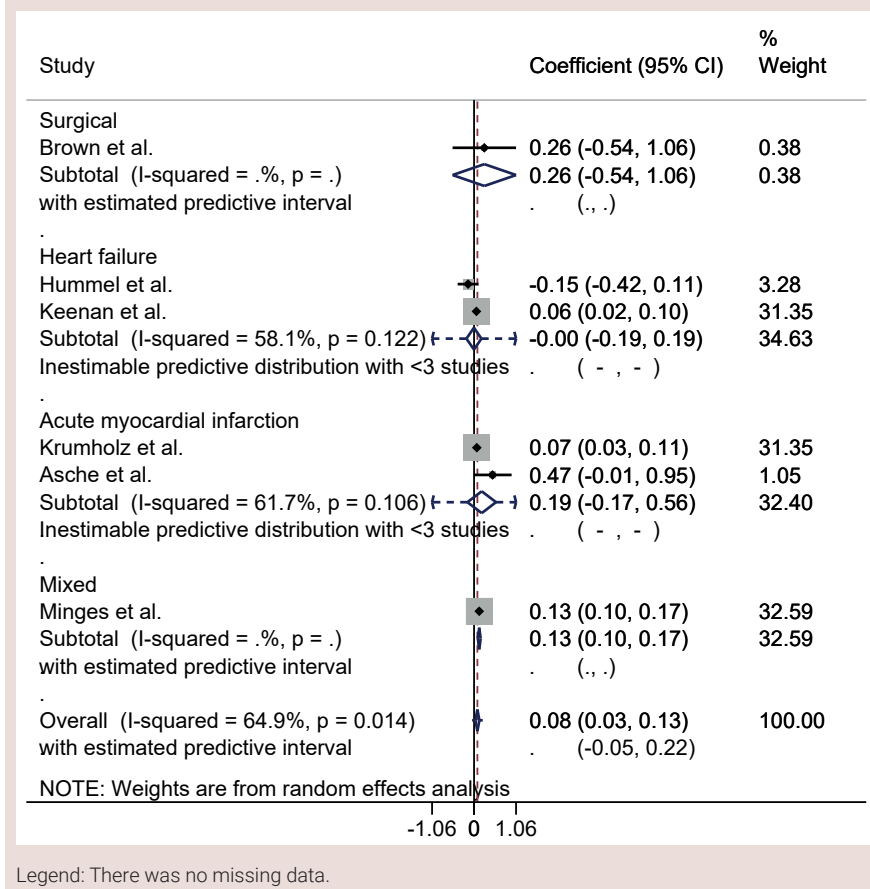 %
Study Coefficient (95% CI) Weight
Surgical
Brown et al. 0.26 (-0.54, 1.06) 0.38
Subtotal (I-squared = .%, p = .) 0.26 (-0.54, 1.06) 0.38
with estimated predictive interval . (., .)
.
Heart failure
Hummel et al. -0.15 (-0.42, 0.11) 3.28
Keenan et al. 0.06 (0.02, 0.10) 31.35
Subtotal (I-squared = 58.1%, p = 0.122) -0.00 (-0.19, 0.19) 34.63
Inestimable predictive distribution with <3 studies . ( - , - )
.
Acute myocardial infarction
Krumholz et al. 0.07 (0.03, 0.11) 31.35
Asche et al. 0.47 (-0.01, 0.95) 1.05
Subtotal (I-squared = 61.7%, p = 0.106) 0.19 (-0.17, 0.56) 32.40
Inestimable predictive distribution with <3 studies . ( - , - )
.
Mixed
Minges et al. 0.13 (0.10, 0.17) 32.59
Subtotal (I-squared = .%, p = .) 0.13 (0.10, 0.17) 32.59
with estimated predictive interval . (., .)
.
Overall (I-squared = 64.9%, p = 0.014) 0.08 (0.03, 0.13) 100.00
with estimated predictive interval . (-0.05, 0.22)
NOTE: Weights are from random effects analysis
-1.06 0 1.06
Legend: There was no missing data.